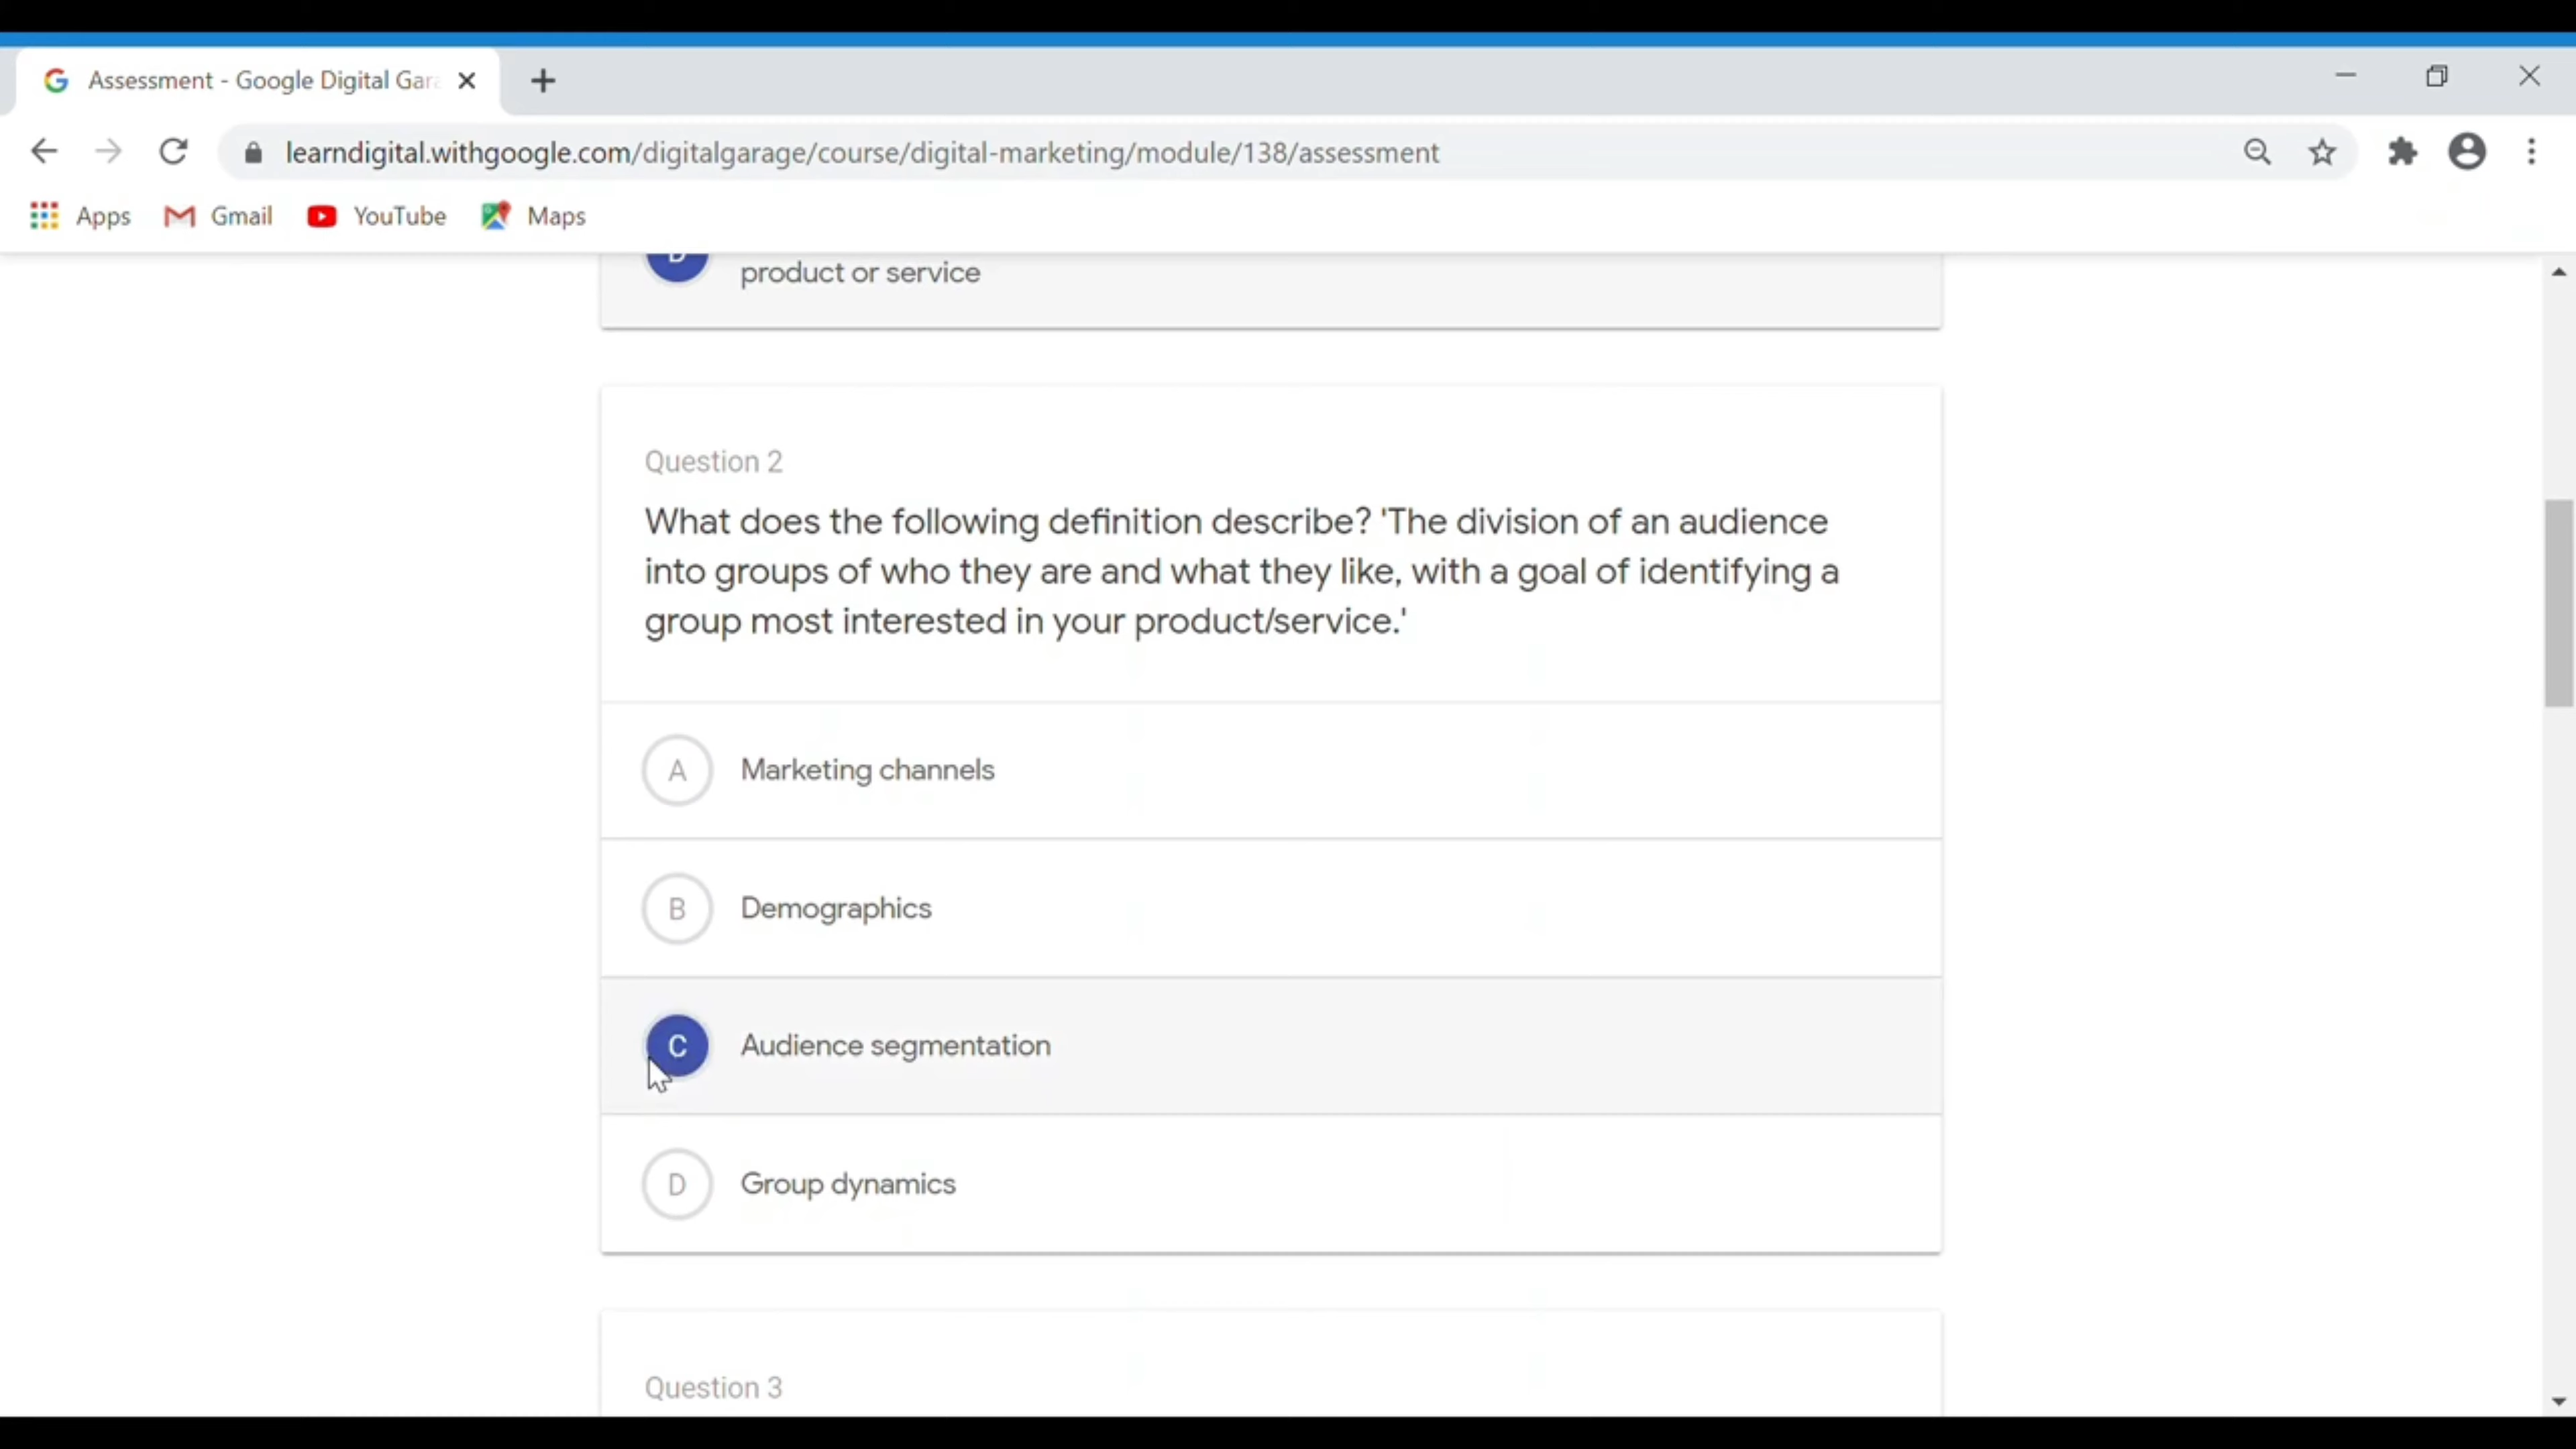 Assessment - Google Digital Gar
learndigital.withgoogle.com/digitalgarage/course/digital-marketing/module/138/assessment
Apps Gmail YouTube Maps
D product or service
Question 2
What does the following definition describe? 'The division of an audience
into groups of who they are and what they like, with a goal of identifying a
group most interested in your product/service.'
A Marketing channels
B Demographics
C Audience segmentation
D Group dynamics
Question 3